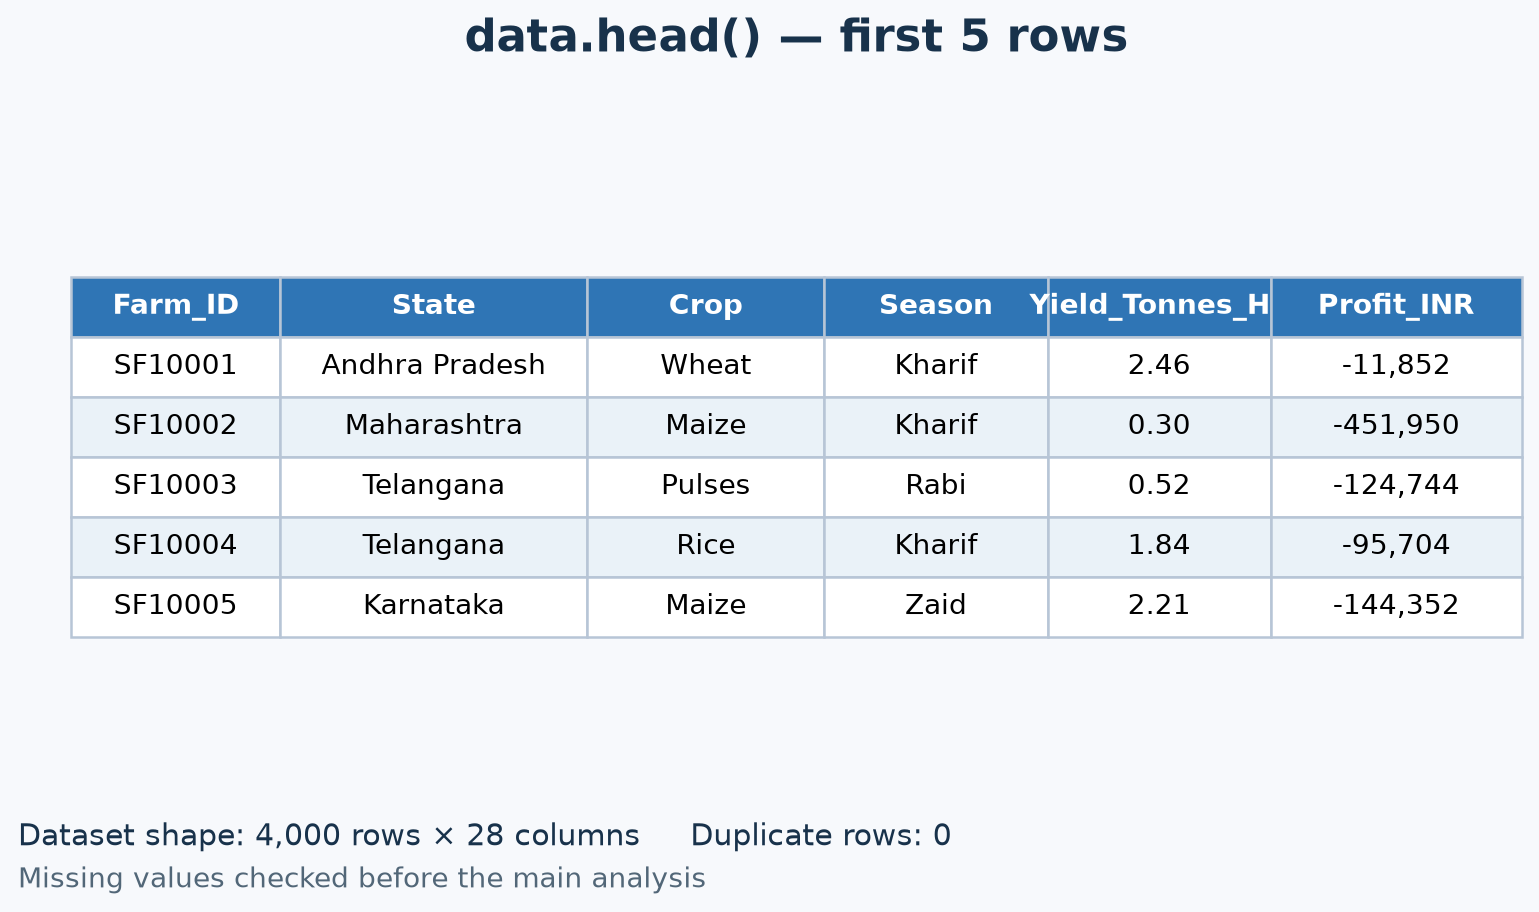 data.head() — first 5 rows
Farm_ID State Crop Season Yield_Tonnes_H Profit_INR
SF10001 Andhra Pradesh Wheat Kharif 2.46 -11,852
SF10002 Maharashtra Maize Kharif 0.30 -451,950
SF10003 Telangana Pulses Rabi 0.52 -124,744
SF10004 Telangana Rice Kharif 1.84 -95,704
SF10005 Karnataka Maize Zaid 2.21 -144,352
Dataset shape: 4,000 rows × 28 columns Duplicate rows: 0
Missing values checked before the main analysis